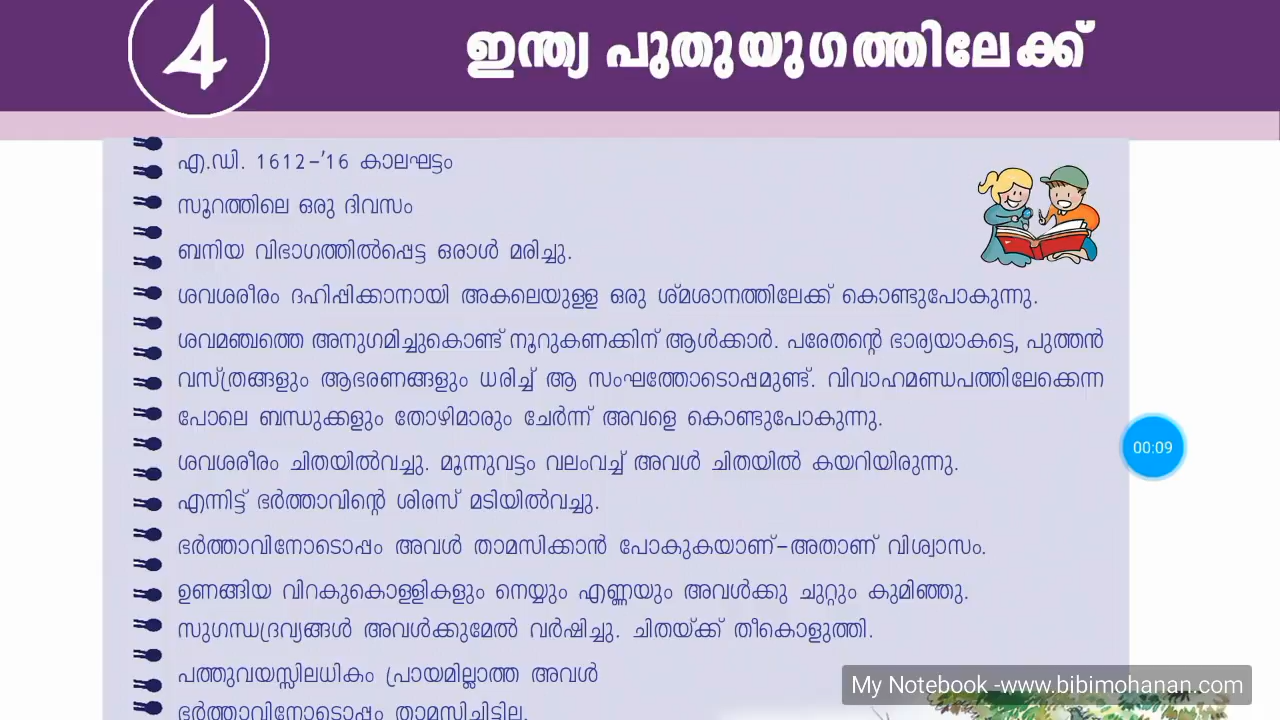 4
ഇന്ത്യ പുതുയുഗത്തിലേക്ക്
എ.ഡി. 1612-'16 കാലഘട്ടം
സൂറത്തിലെ ഒരു ദിവസം
ബനിയ വിഭാഗത്തിൽപ്പെട്ട ഒരാൾ മരിച്ചു.
ശവശരീരം ദഹിപ്പിക്കാനായി അകലെയുള്ള ഒരു ശ്മശാനത്തിലേക്ക് കൊണ്ടുപോകുന്നു.
ശവമഞ്ചത്തെ അനുഗമിച്ചുകൊണ്ട് നൂറുകണക്കിന് ആൾക്കാർ. പരേതന്റെ ഭാര്യയാകട്ടെ, പുത്തൻ
വസ്ത്രങ്ങളും ആഭരണങ്ങളും ധരിച്ച് ആ സംഘത്തോടൊപ്പമുണ്ട്. വിവാഹമണ്ഡപത്തിലേക്കെന്ന
പോലെ ബന്ധുക്കളും തോഴിമാരും ചേർന്ന് അവളെ കൊണ്ടുപോകുന്നു.
00:09
ശവശരീരം ചിതയിൽവച്ചു. മൂന്നുവട്ടം വലംവച്ച് അവൾ ചിതയിൽ കയറിയിരുന്നു.
എന്നിട്ട് ഭർത്താവിന്റെ ശിരസ് മടിയിൽവച്ചു.
ഭർത്താവിനോടൊപ്പം അവൾ താമസിക്കാൻ പോകുകയാണ്-അതാണ് വിശ്വാസം.
ഉണങ്ങിയ വിറകുകൊള്ളികളും നെയ്യും എണ്ണയും അവൾക്കു ചുറ്റും കുമിഞ്ഞു.
സുഗന്ധദ്രവ്യങ്ങൾ അവൾക്കുമേൽ വർഷിച്ചു. ചിതയ്ക്ക് തീകൊളുത്തി.
പത്തുവയസ്സിലധികം പ്രായമില്ലാത്ത അവൾ
My Notebook -www.bibimohanan.com
ഭർത്താവിനോടൊപ്പം താമസിച്ചിട്ടില്ല.